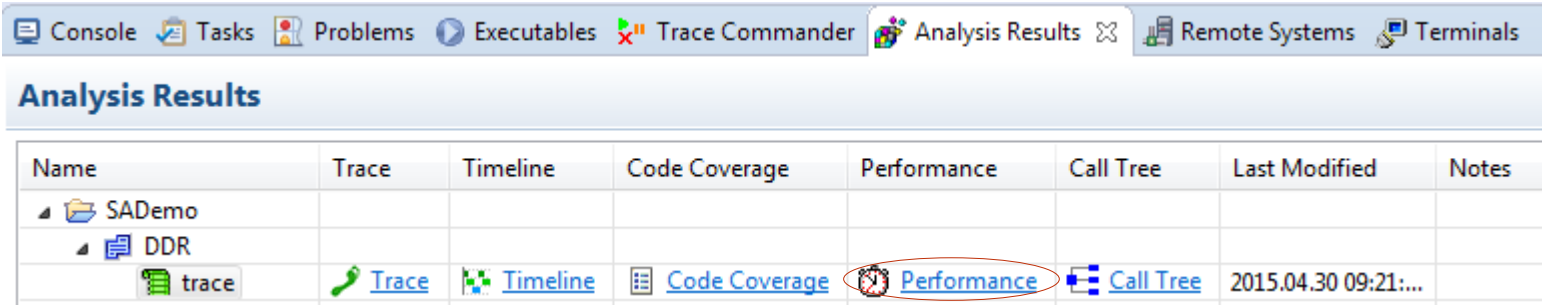 Console Tasks Problems Executables Trace Commander Analysis Results Remote Systems Terminals
Analysis Results
Name Trace Timeline Code Coverage Performance Call Tree Last Modified Notes
SADemo
DDR
trace Trace Timeline Code Coverage Performance Call Tree 2015.04.30 09:21:...